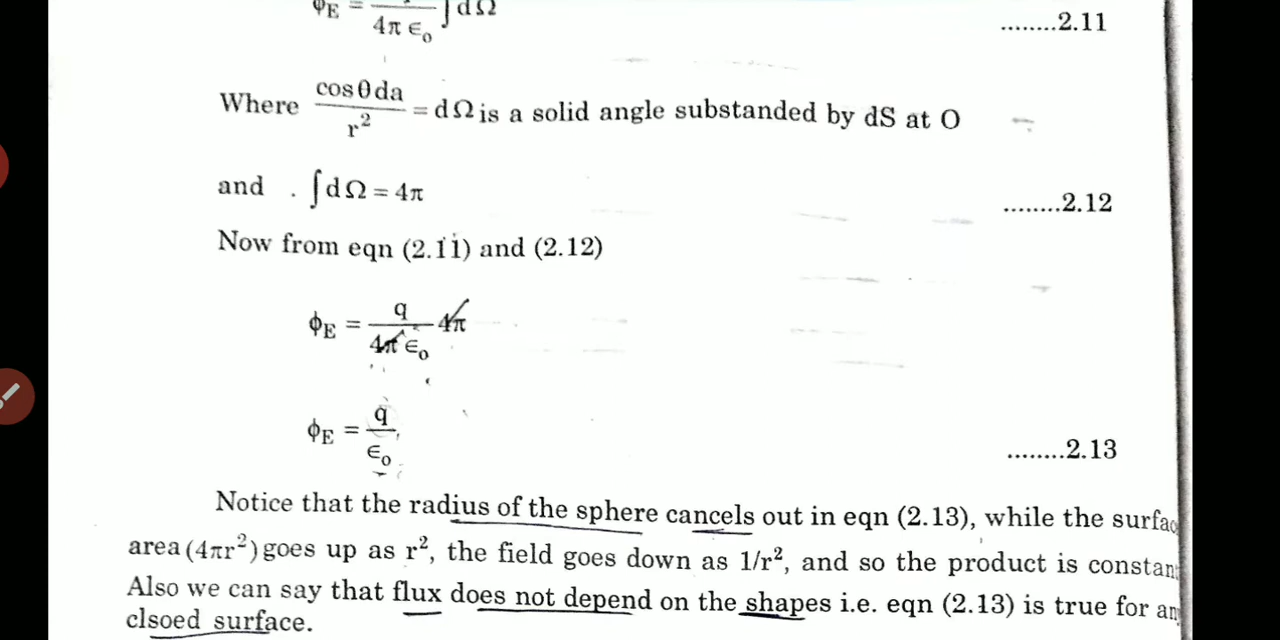 ϕE = ――― ∫dΩ
4π ∈o
........2.11
Where cosθda / r² = dΩ is a solid angle substanded by dS at O
and . ∫dΩ = 4π
........2.12
Now from eqn (2.11) and (2.12)
ϕE = q / 4π ∈o 4π
ϕE = q / ∈o
........2.13
Notice that the radius of the sphere cancels out in eqn (2.13), while the surfac
area (4πr²) goes up as r², the field goes down as 1/r², and so the product is constan
Also we can say that flux does not depend on the shapes i.e. eqn (2.13) is true for an
clsoed surface.